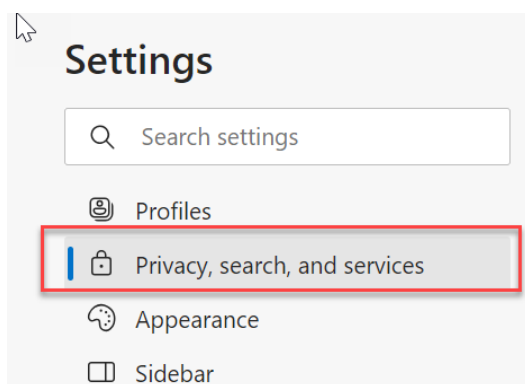 Settings
Search settings
Profiles
Privacy, search, and services
Appearance
Sidebar